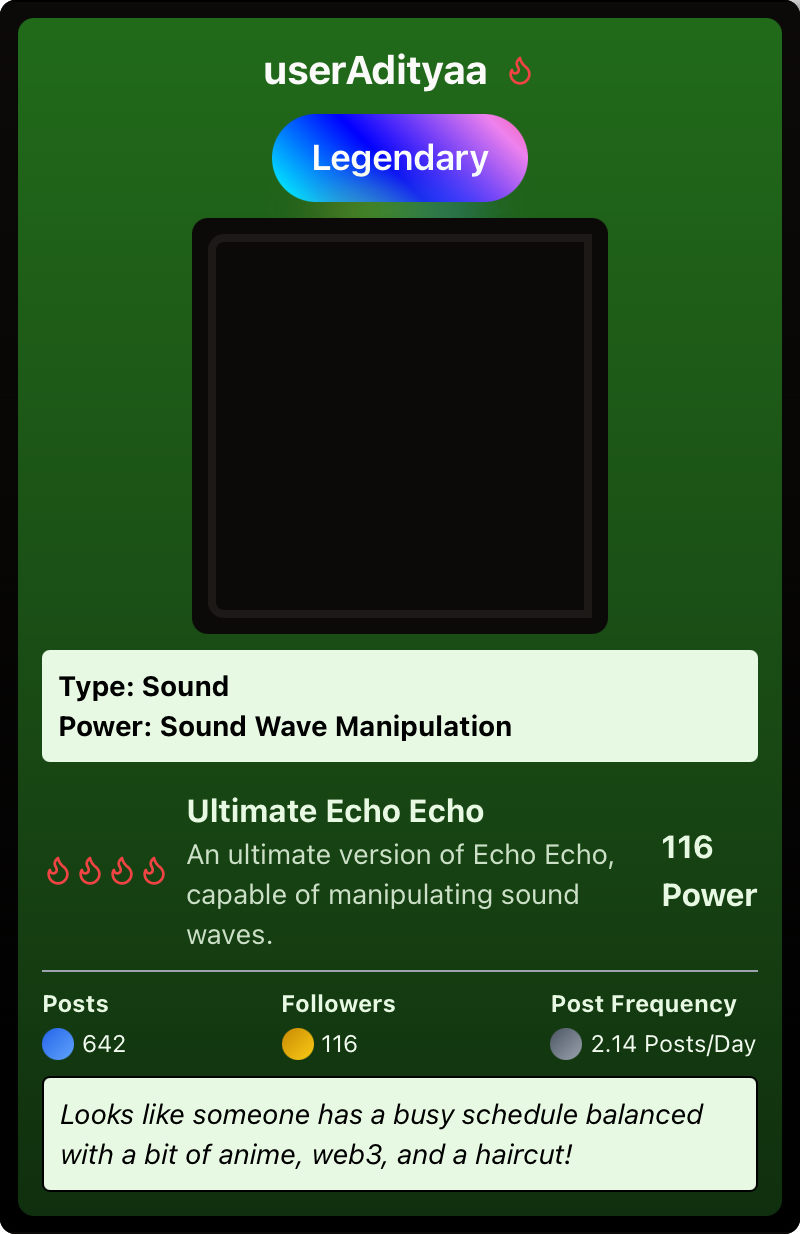 userAdityaa
Legendary
Type: Sound
Power: Sound Wave Manipulation
Ultimate Echo Echo
An ultimate version of Echo Echo,
capable of manipulating sound
waves.
116
Power
Posts
642
Followers
116
Post Frequency
2.14 Posts/Day
Looks like someone has a busy schedule balanced
with a bit of anime, web3, and a haircut!